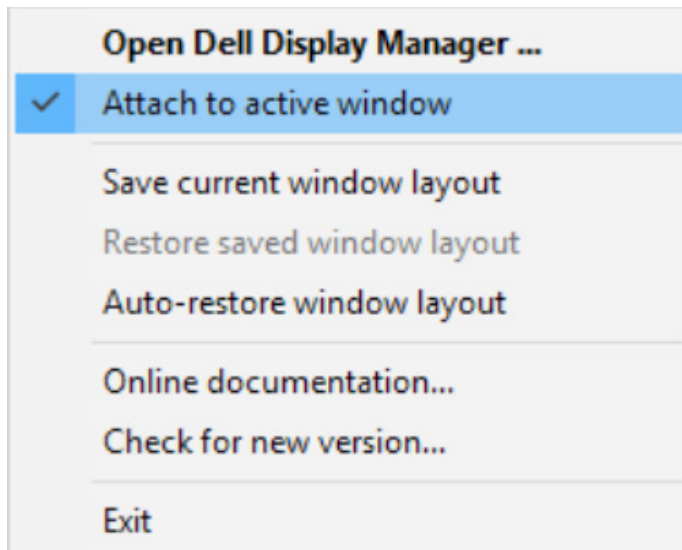 Open Dell Display Manager ...
Attach to active window
Save current window layout
Restore saved window layout
Auto-restore window layout
Online documentation...
Check for new version...
Exit